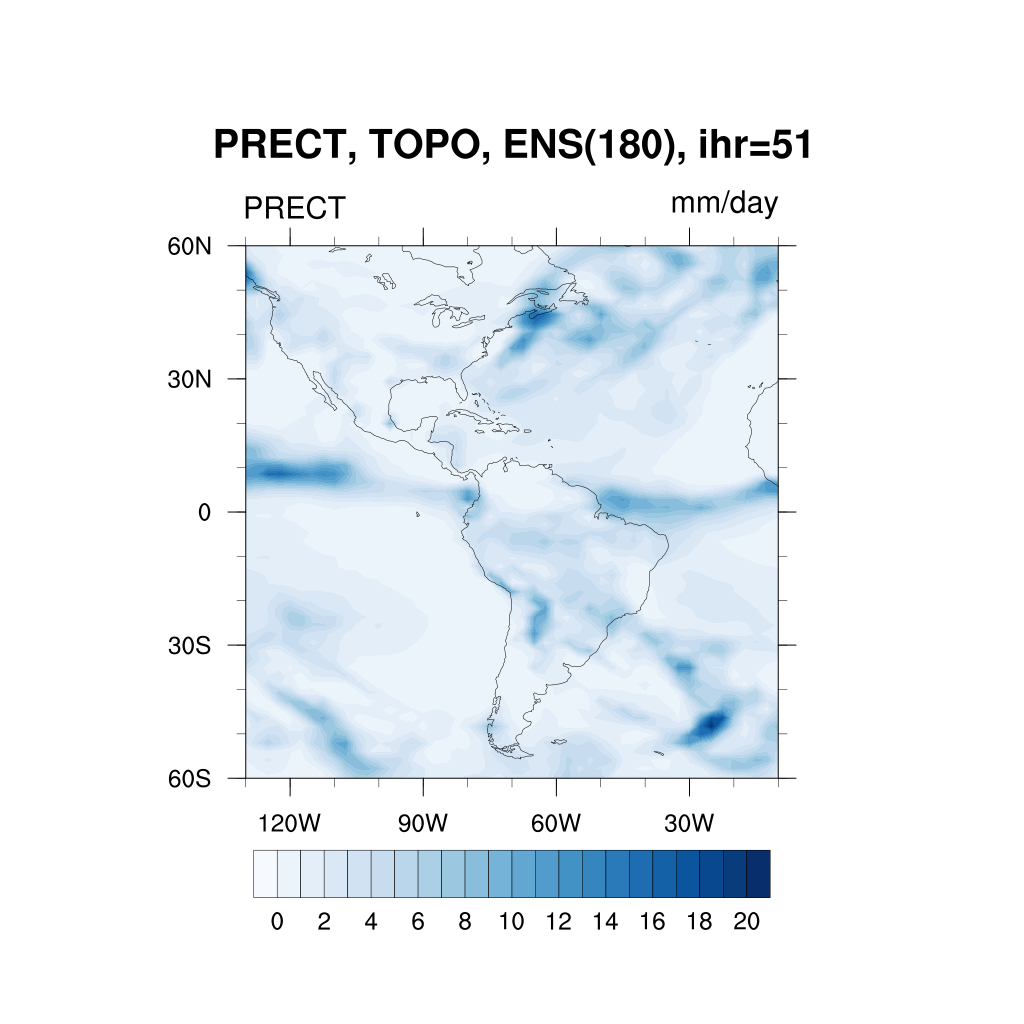 PRECT, TOPO, ENS(180), ihr=51
PRECT mm/day
60N
30N
0
30S
60S
120W 90W 60W 30W
0 2 4 6 8 10 12 14 16 18 20